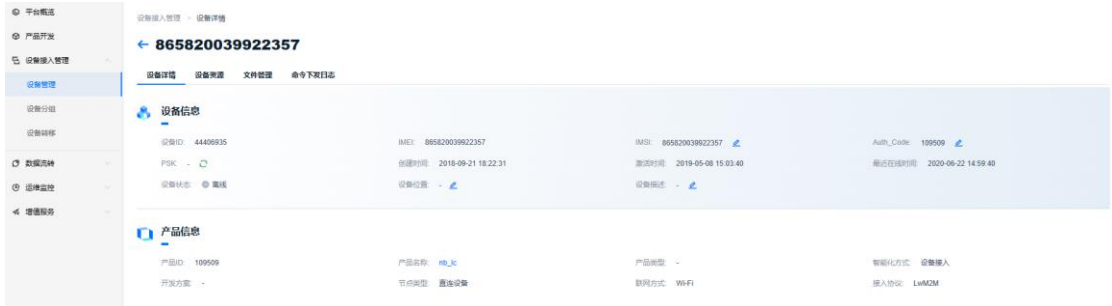 平台概览
产品开发
设备接入管理
设备管理
设备分组
设备转移
数据流转
运维监控
增值服务
设备接入管理 > 设备详情
← 865820039922357
设备详情 设备资源 文件管理 命令下发日志
设备信息
设备ID: 44406935 IMEI: 865820039922357 IMSI: 865820039922357 Auth_Code: 109509
PSK: - 创建时间: 2018-09-21 18:22:31 激活时间: 2019-05-08 15:03:40 最近在线时间: 2020-06-22 14:59:40
设备状态: 离线 设备位置: - 设备描述: -
产品信息
产品ID: 109509 产品名称: nb_lc 产品类型: - 智能化方式: 设备接入
开发方案: - 节点类型: 直连设备 联网方式: Wi-Fi 接入协议: LwM2M